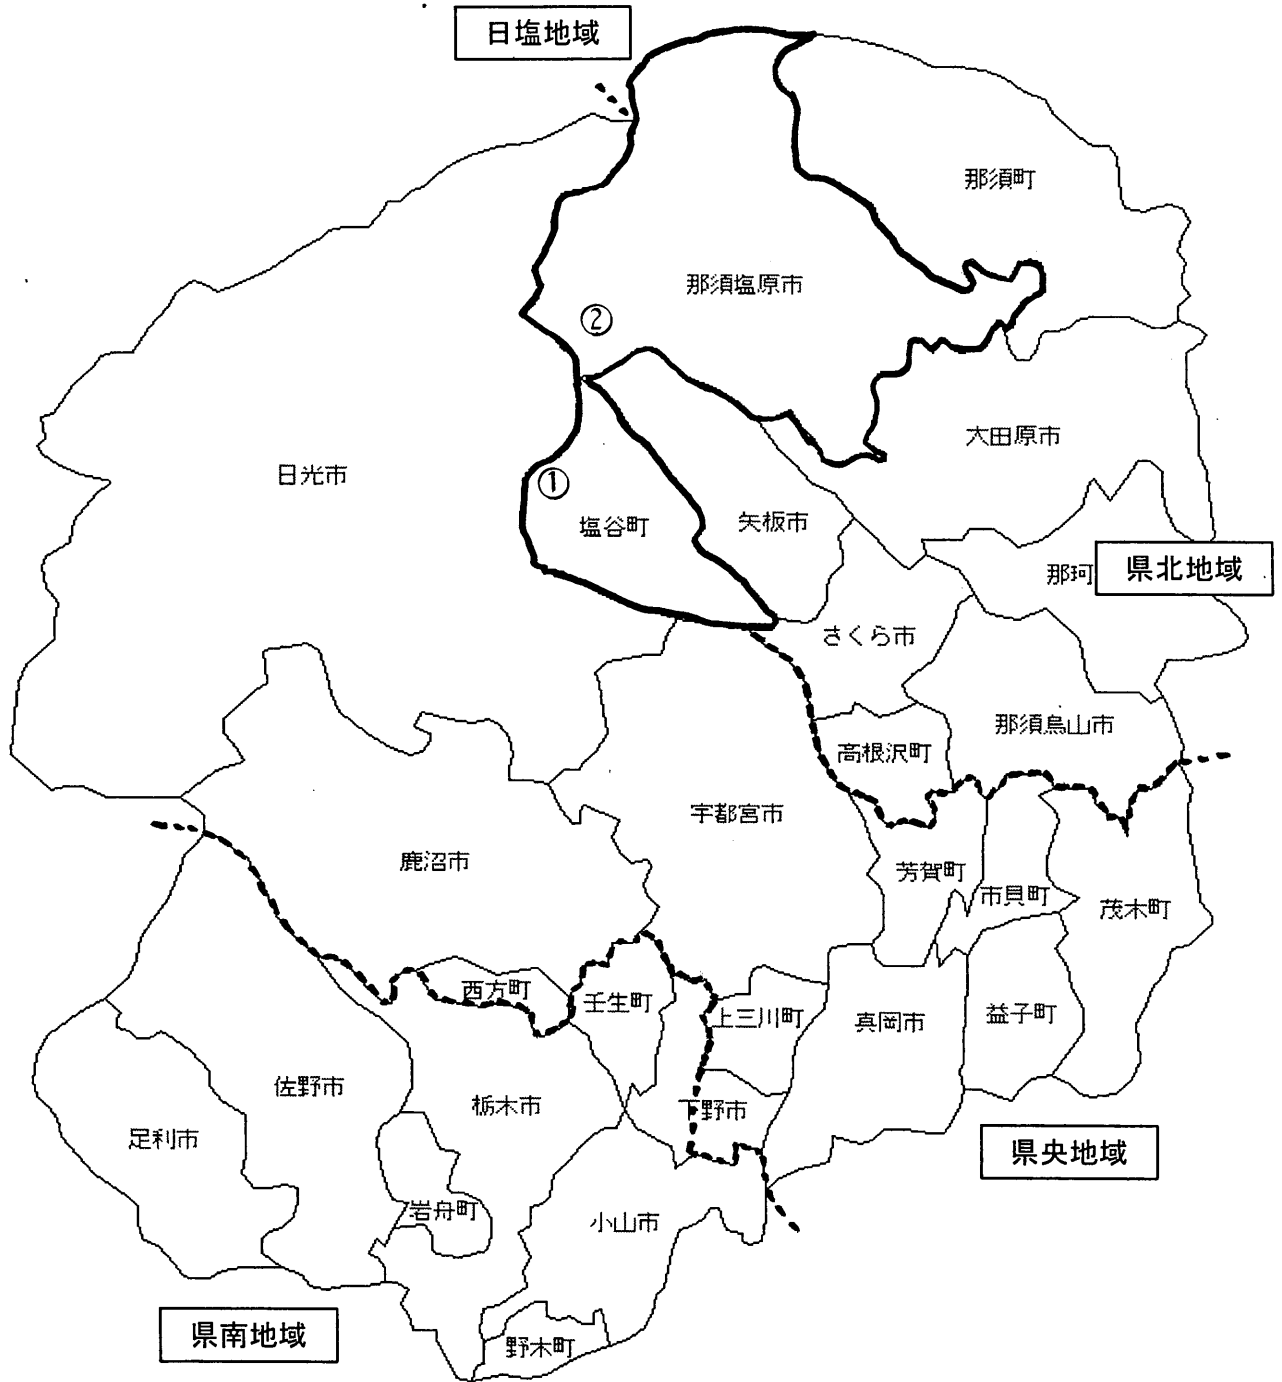 日塩地域
那須町
那須塩原市
②
大田原市
日光市
①
塩谷町
矢板市
那珂
県北地域
さくら市
那須烏山市
高根沢町
宇都宮市
鹿沼市
芳賀町
市貝町
茂木町
西方町
壬生町
上三川町
真岡市
益子町
佐野市
栃木市
下野市
足利市
県央地域
岩舟町
小山市
県南地域
野木町